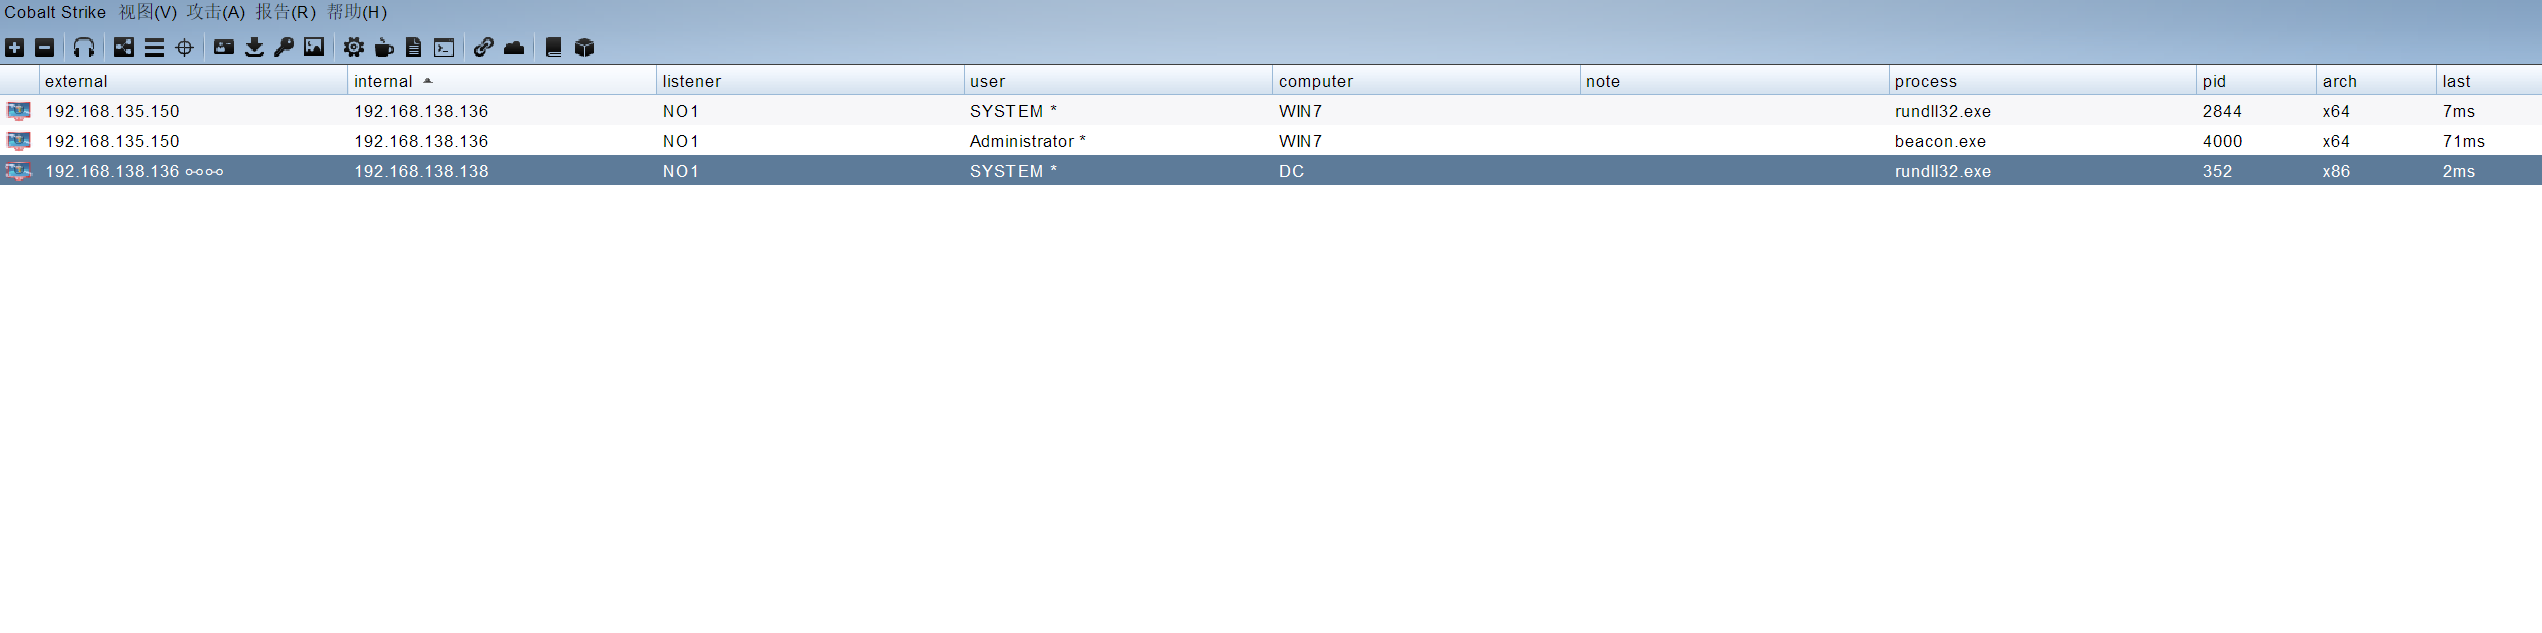 Cobalt Strike 视图(V) 攻击(A) 报告(R) 帮助(H)
external internal listener user computer note process pid arch last
192.168.135.150 192.168.138.136 NO1 SYSTEM * WIN7 rundll32.exe 2844 x64 7ms
192.168.135.150 192.168.138.136 NO1 Administrator * WIN7 beacon.exe 4000 x64 71ms
192.168.138.136 ⚯⚯ 192.168.138.138 NO1 SYSTEM * DC rundll32.exe 352 x86 2ms